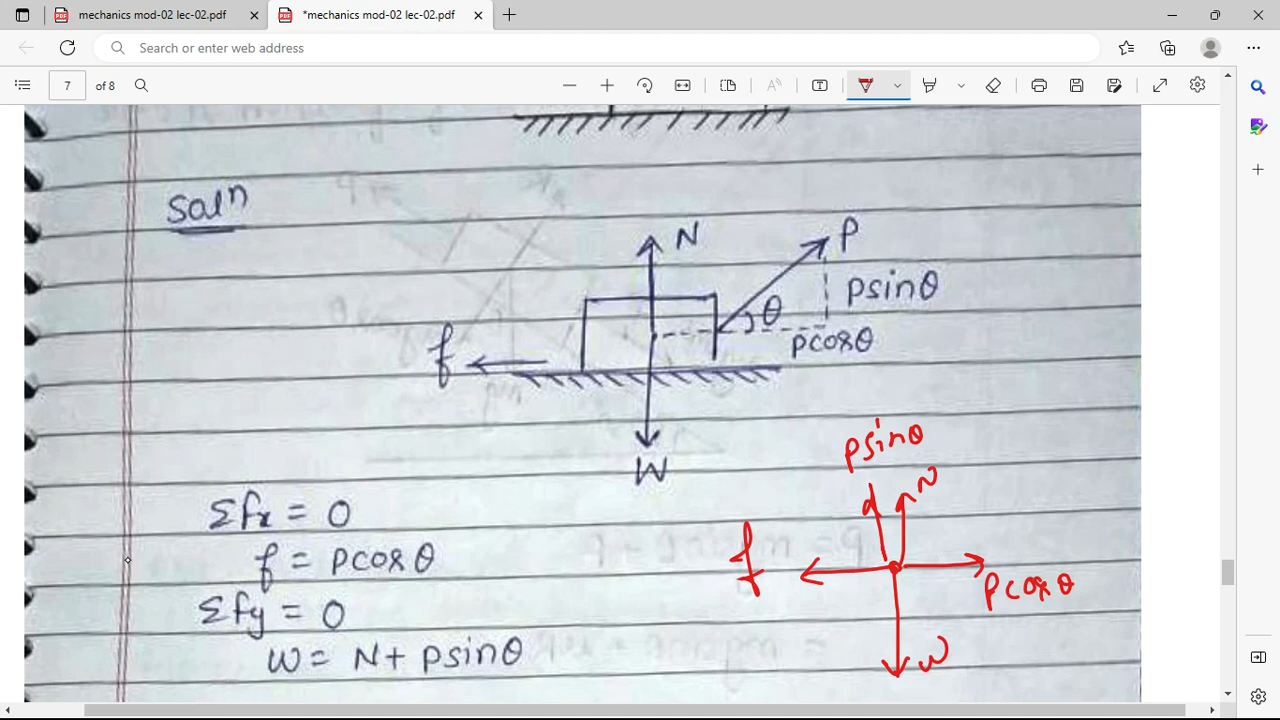 mechanics mod-02 lec-02.pdf
*mechanics mod-02 lec-02.pdf
Search or enter web address
7 of 8
Solⁿ
N
P
θ
psinθ
pcosθ
f
W
Σfx = 0
f = pcosθ
Σfy = 0
W = N + psinθ
psinθ
N
f
pcosθ
W